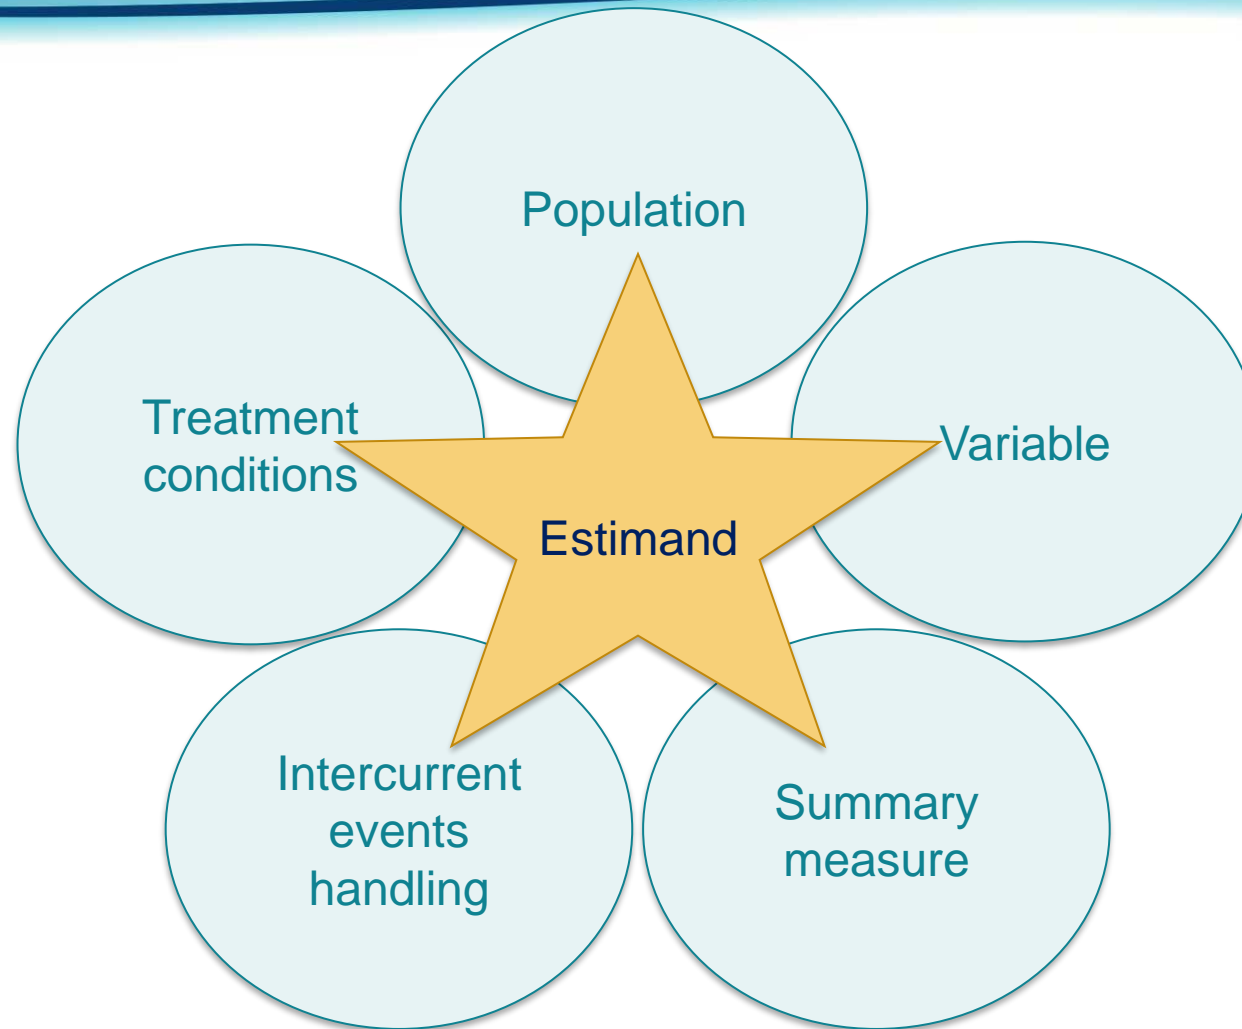 Population
Treatment
conditions
Variable
Estimand
Intercurrent
events
handling
Summary
measure